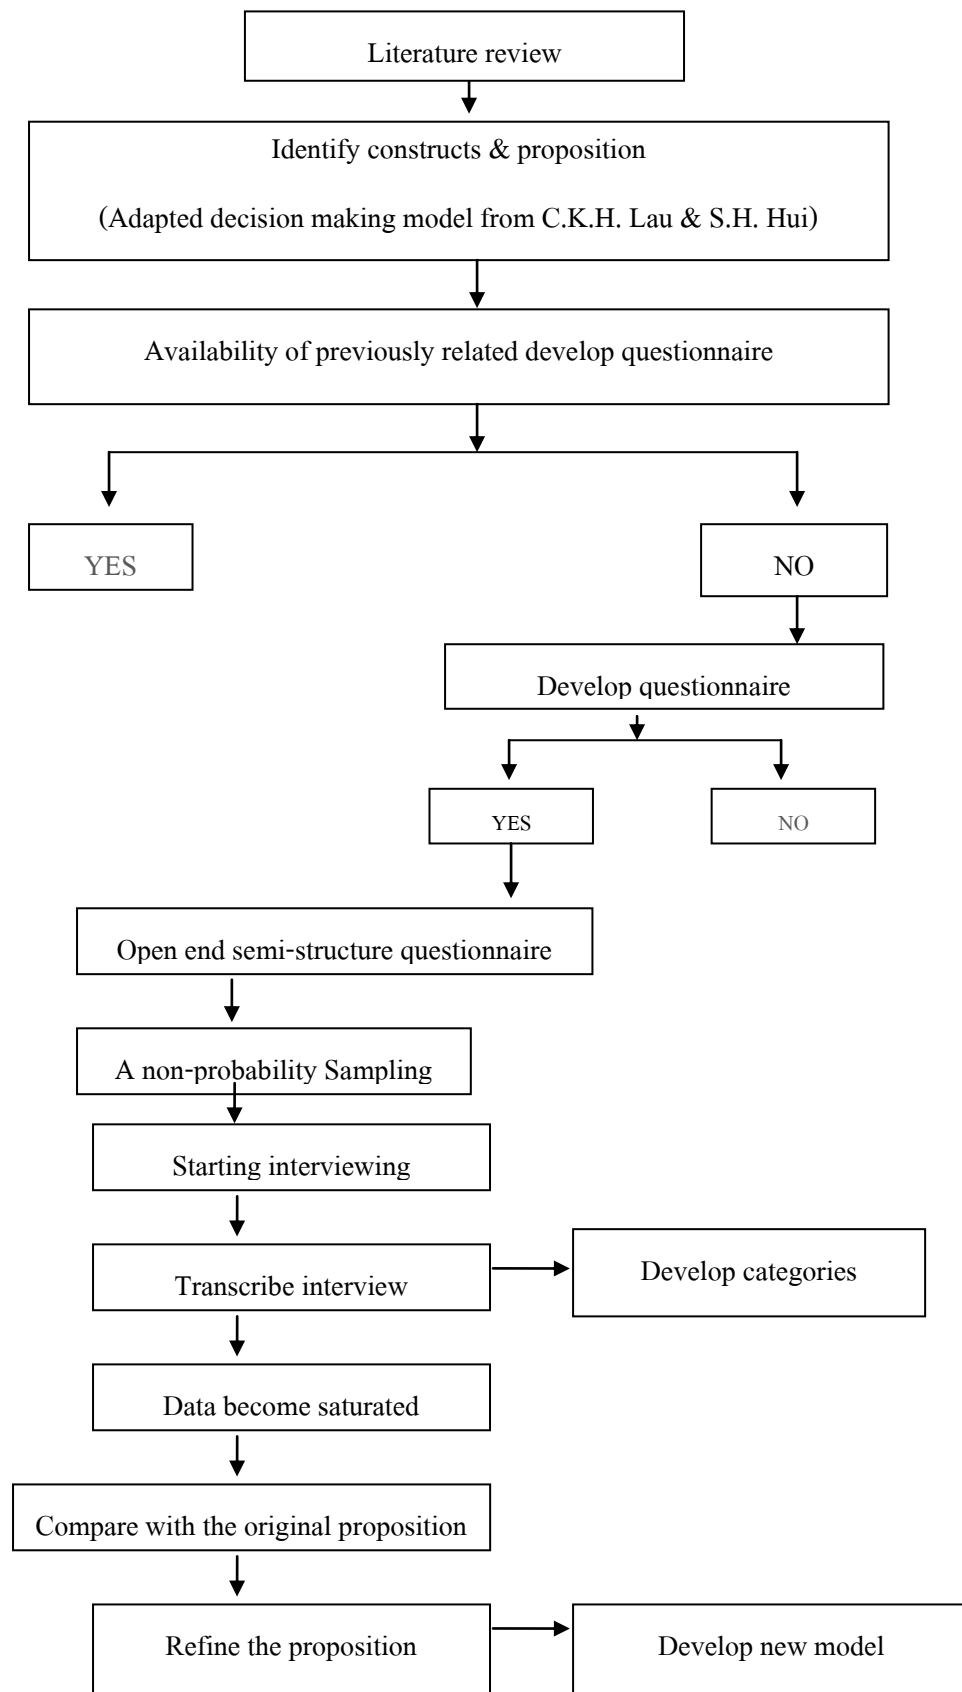 Literature review
Identify constructs & proposition
(Adapted decision making model from C.K.H. Lau & S.H. Hui)
Availability of previously related develop questionnaire
YES
NO
Develop questionnaire
YES
NO
Open end semi-structure questionnaire
A non-probability Sampling
Starting interviewing
Transcribe interview
Develop categories
Data become saturated
Compare with the original proposition
Refine the proposition
Develop new model